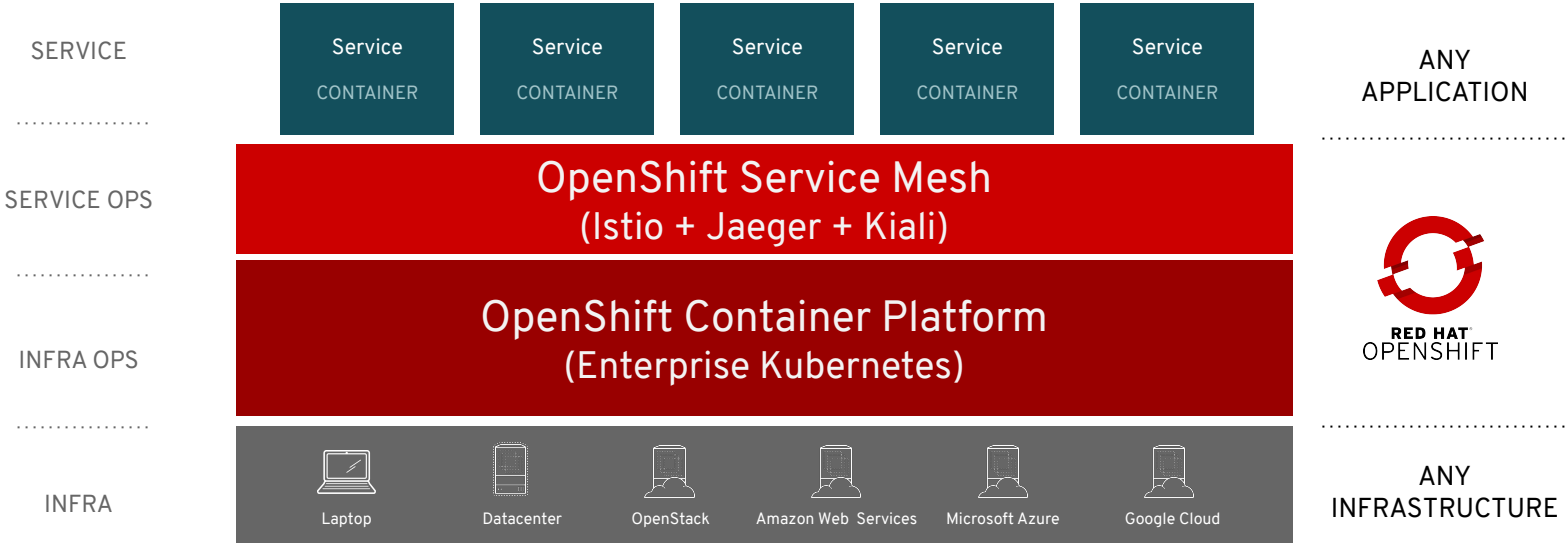 SERVICE
Service
CONTAINER
Service
CONTAINER
Service
CONTAINER
Service
CONTAINER
Service
CONTAINER
ANY
APPLICATION
SERVICE OPS
OpenShift Service Mesh
(Istio + Jaeger + Kiali)
INFRA OPS
OpenShift Container Platform
(Enterprise Kubernetes)
RED HAT
OPENSHIFT
INFRA
Laptop
Datacenter
OpenStack
Amazon Web Services
Microsoft Azure
Google Cloud
ANY
INFRASTRUCTURE